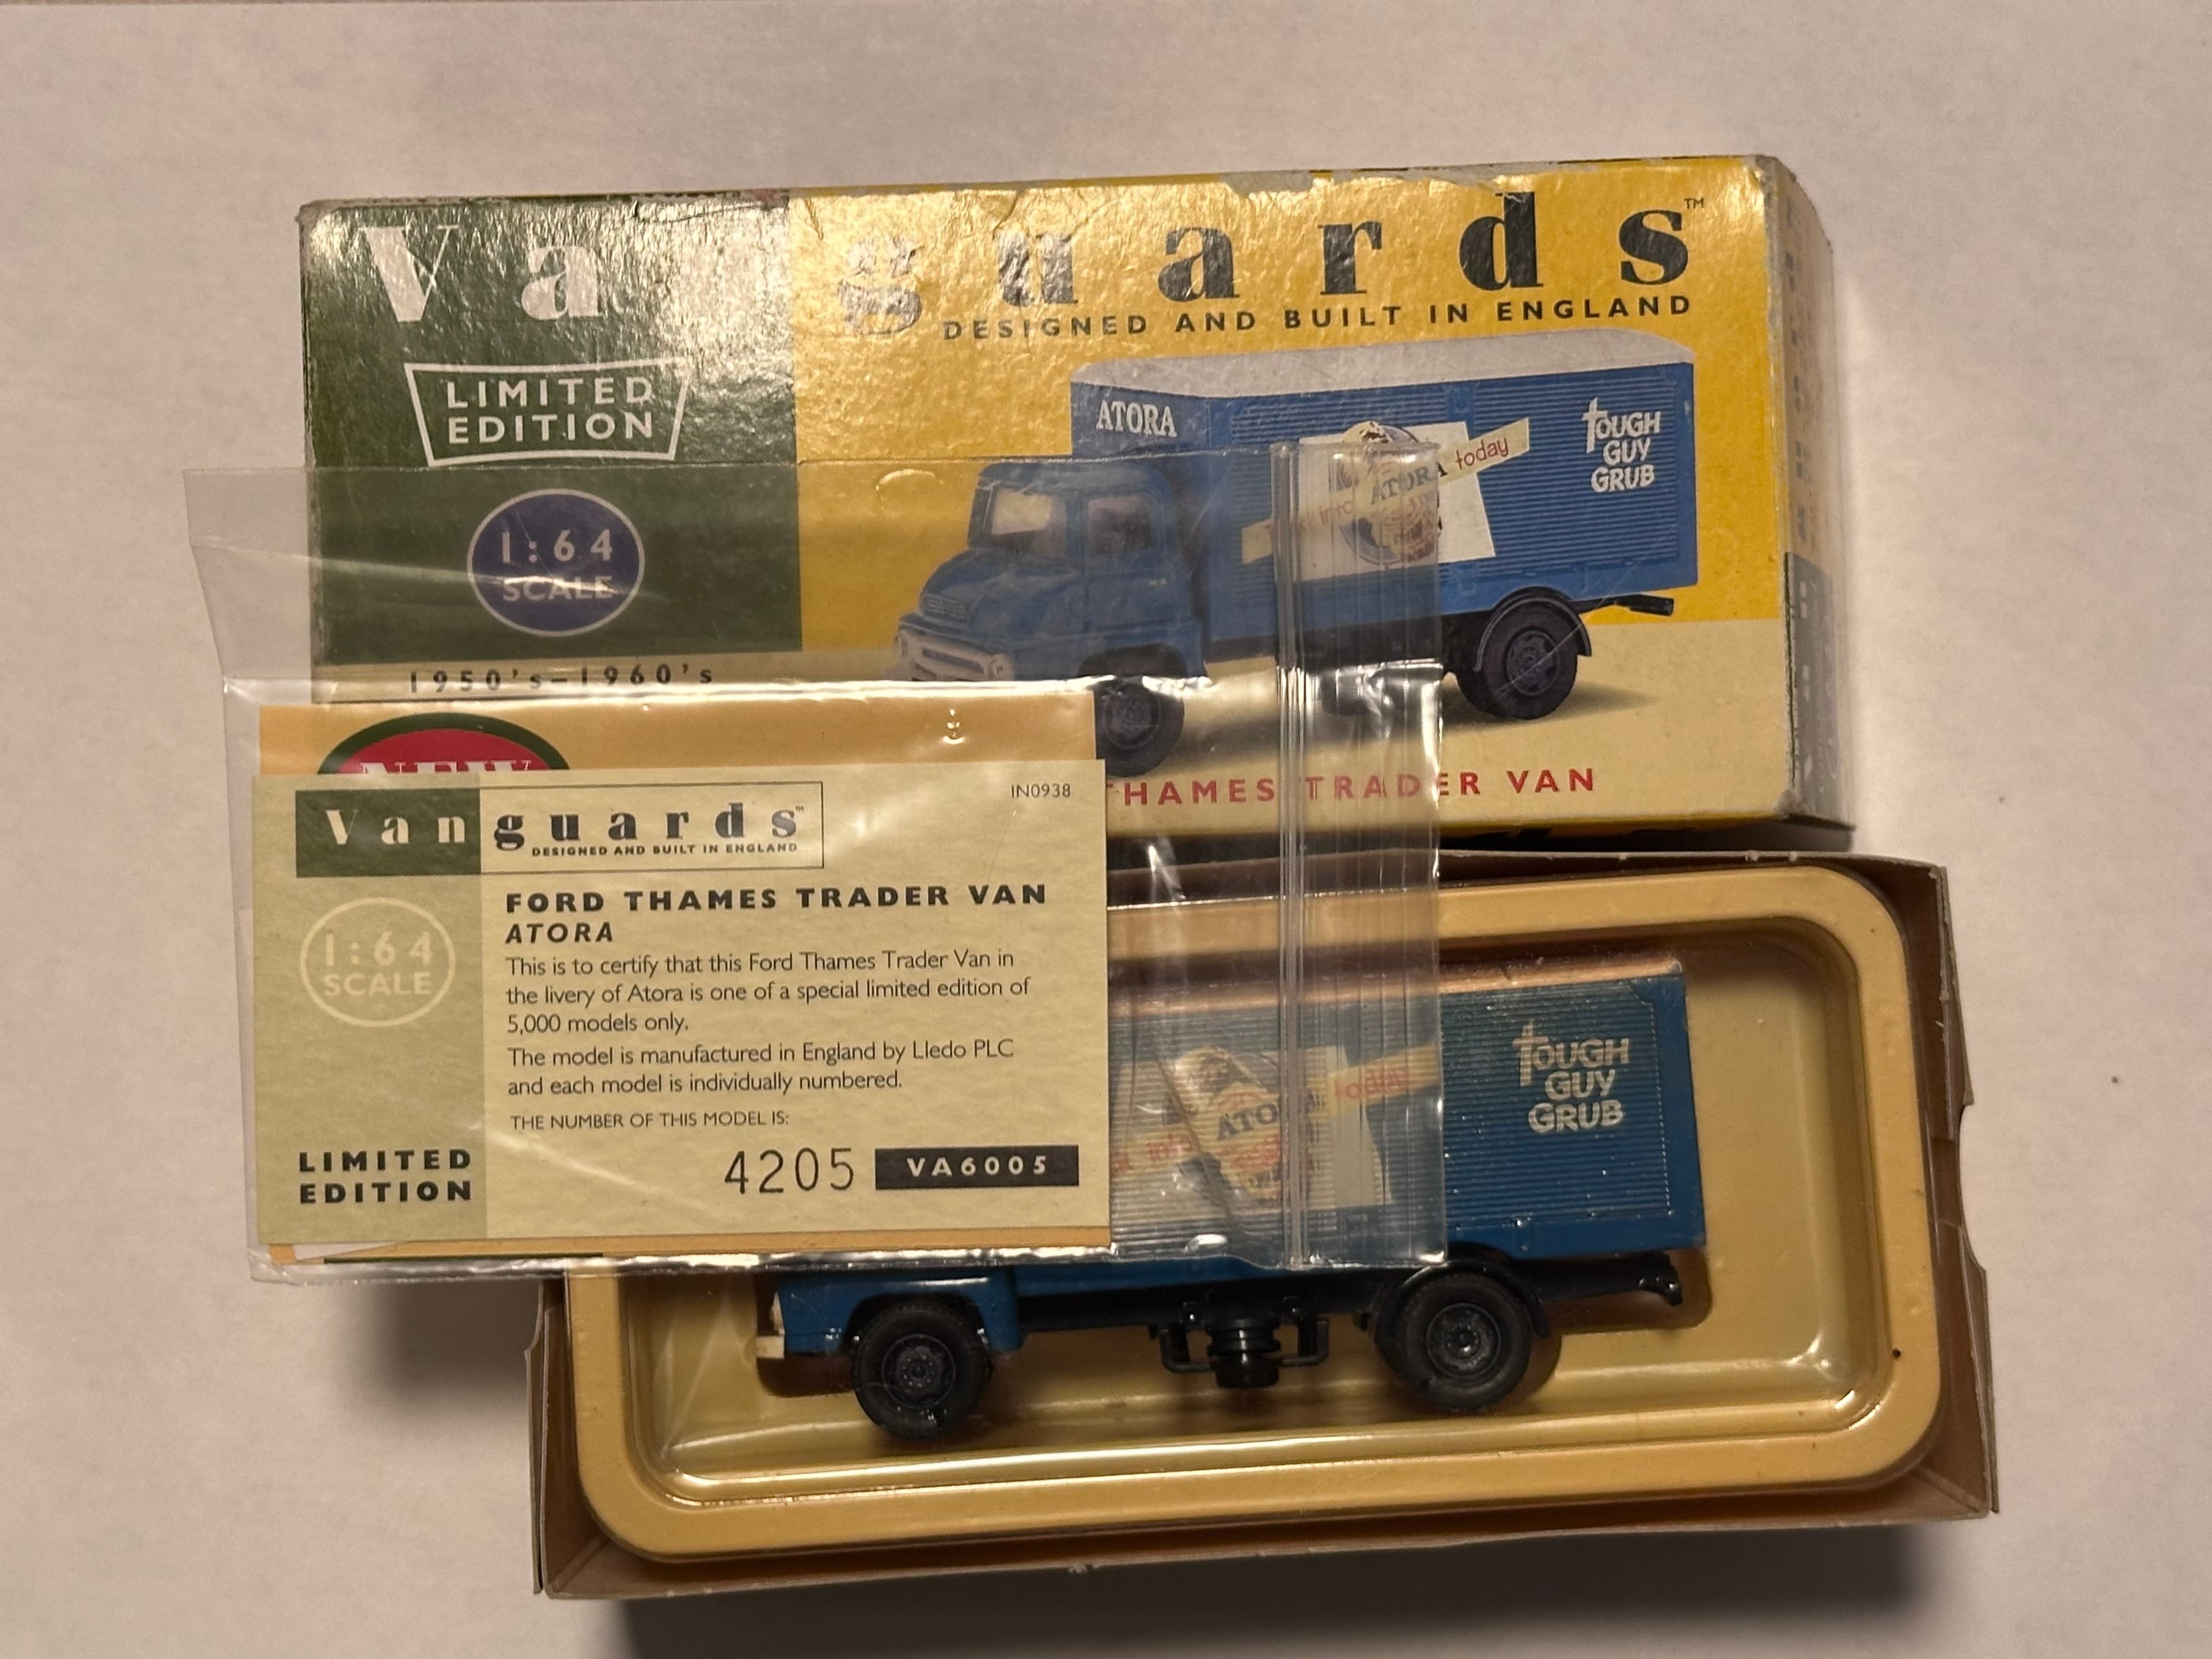 Vanguards™
DESIGNED AND BUILT IN ENGLAND
LIMITED
EDITION
1:64
SCALE
1950's–1960's
ATORA
ATORA today
TOUGH
GUY
GRUB
THAMES TRADER VAN
NEW
Vanguards™
DESIGNED AND BUILT IN ENGLAND
IN0938
1:64
SCALE
FORD THAMES TRADER VAN
ATORA
This is to certify that this Ford Thames Trader Van in
the livery of Atora is one of a special limited edition of
5,000 models only.
The model is manufactured in England by Lledo PLC
and each model is individually numbered.
THE NUMBER OF THIS MODEL IS:
4205 VA6005
LIMITED
EDITION
today
TOUGH
GUY
GRUB